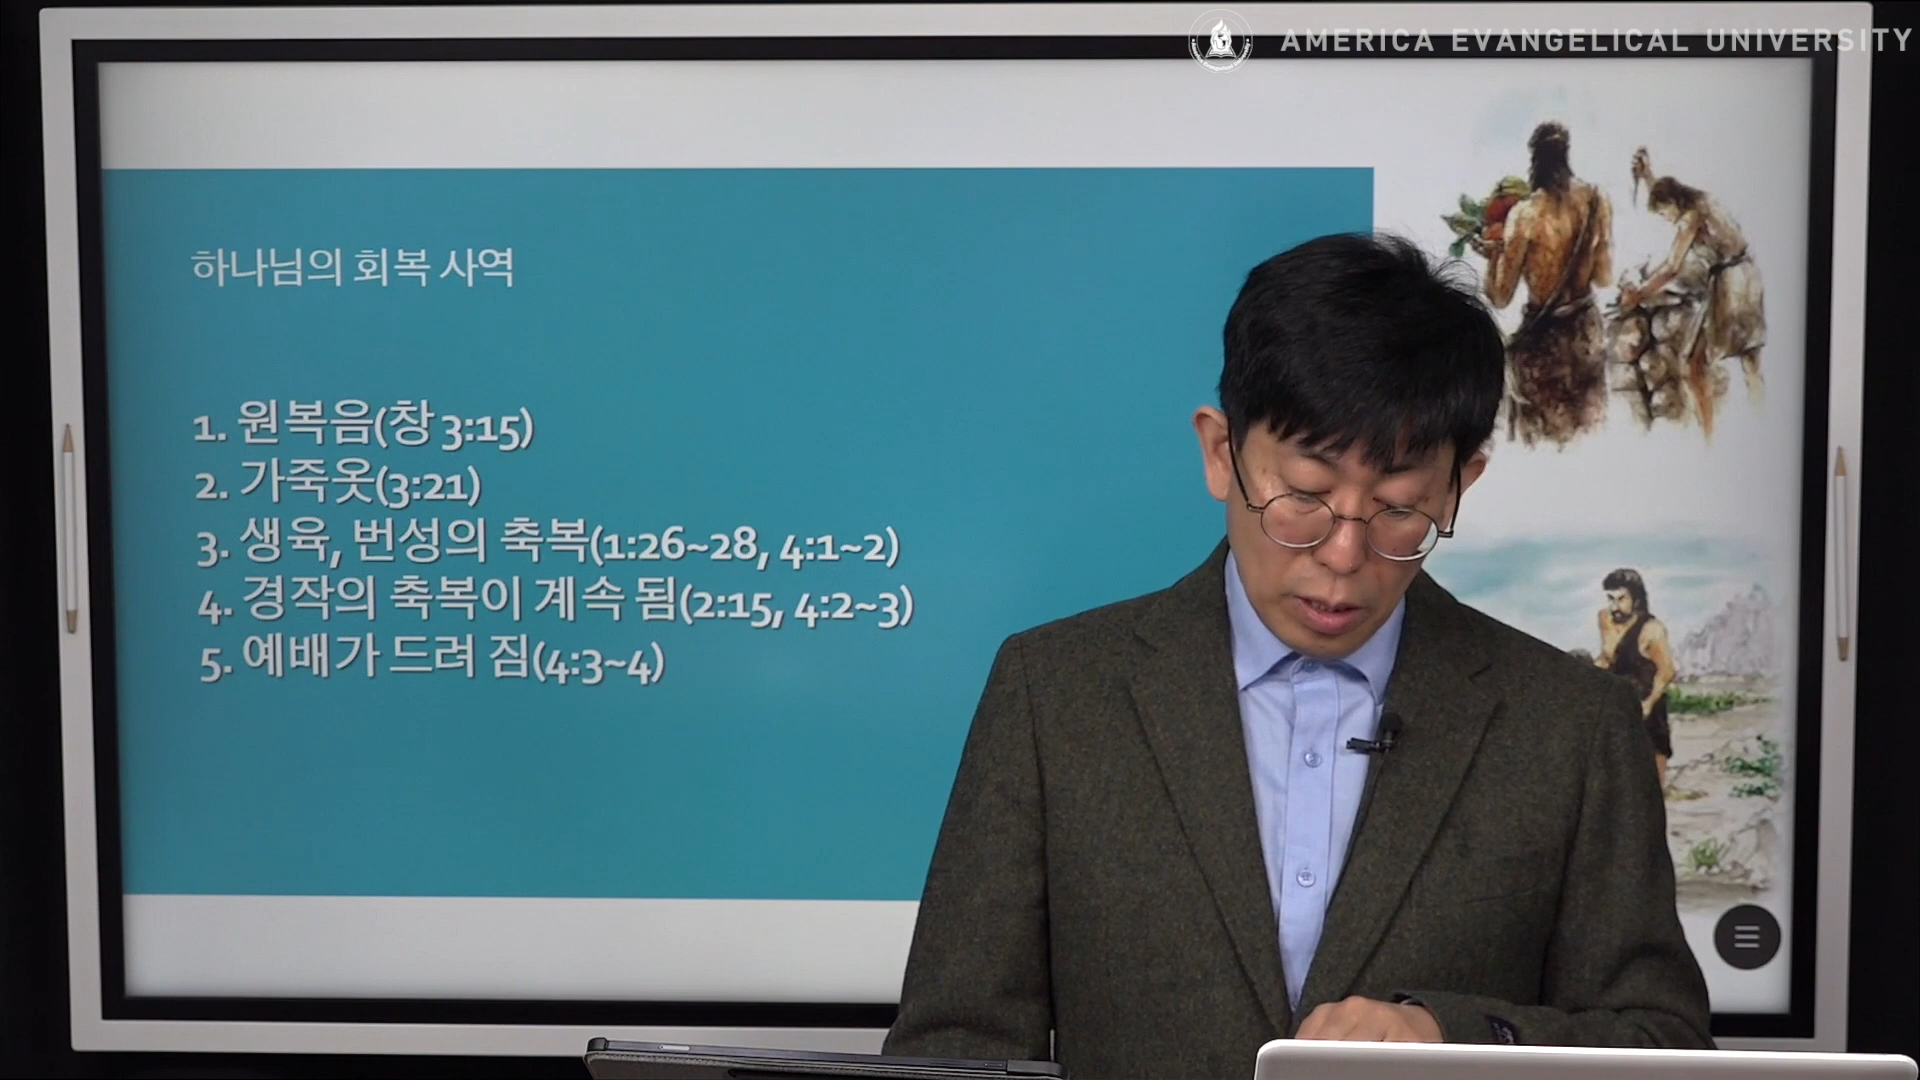 AMERICA EVANGELICAL UNIVERSITY
하나님의 회복 사역
1. 원복음(창 3:15)
2. 가죽옷(3:21)
3. 생육, 번성의 축복(1:26~28, 4:1~2)
4. 경작의 축복이 계속 됨(2:15, 4:2~3)
5. 예배가 드려 짐(4:3~4)